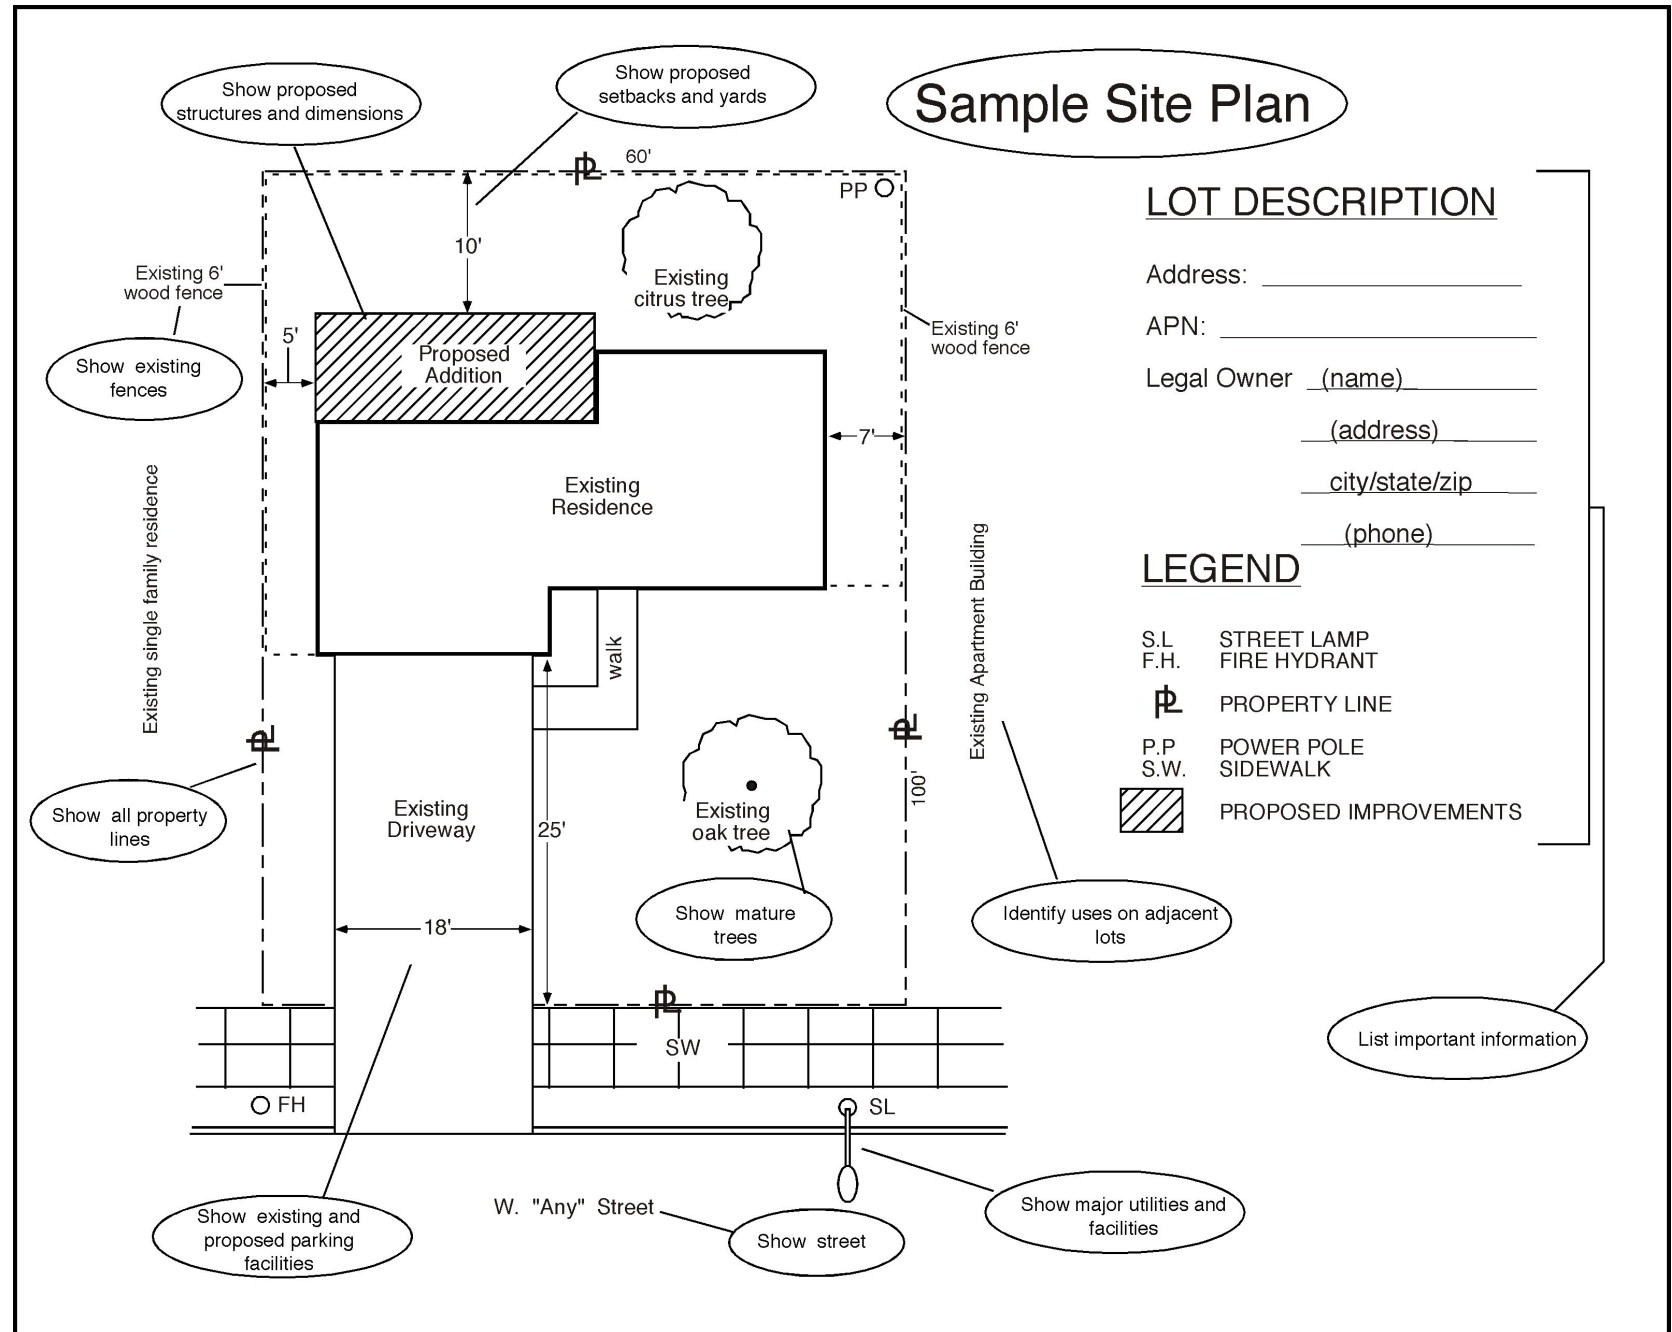 Sample Site Plan
Show proposed
structures and dimensions
Show proposed
setbacks and yards
PL
60'
PP
10'
Existing
citrus tree
Existing 6'
wood fence
5'
Show existing
fences
Proposed
Addition
Existing 6'
wood fence
7'
Existing
Residence
Existing single family residence
Existing Apartment Building
walk
PL
PL
100'
Show all property
lines
Existing
Driveway
25'
Existing
oak tree
18'
Show mature
trees
Identify uses on adjacent
lots
PL
SW
FH
SL
W. "Any" Street
Show existing and
proposed parking
facilities
Show street
Show major utilities and
facilities
LOT DESCRIPTION
Address:
APN:
Legal Owner (name)
(address)
city/state/zip
(phone)
LEGEND
S.L STREET LAMP
F.H. FIRE HYDRANT
PL PROPERTY LINE
P.P POWER POLE
S.W. SIDEWALK
PROPOSED IMPROVEMENTS
List important information